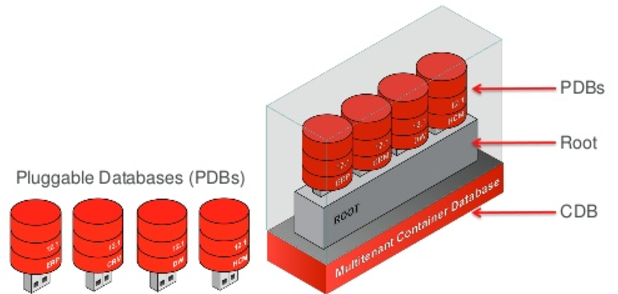 PDBs
Root
CDB
Pluggable Databases (PDBs)
12.1
ERP
12.1
CRM
12.1
DW
12.1
HCM
12.1
ERP
12.1
CRM
12.1
DW
12.1
HCM
ROOT
Multitenant Container Database